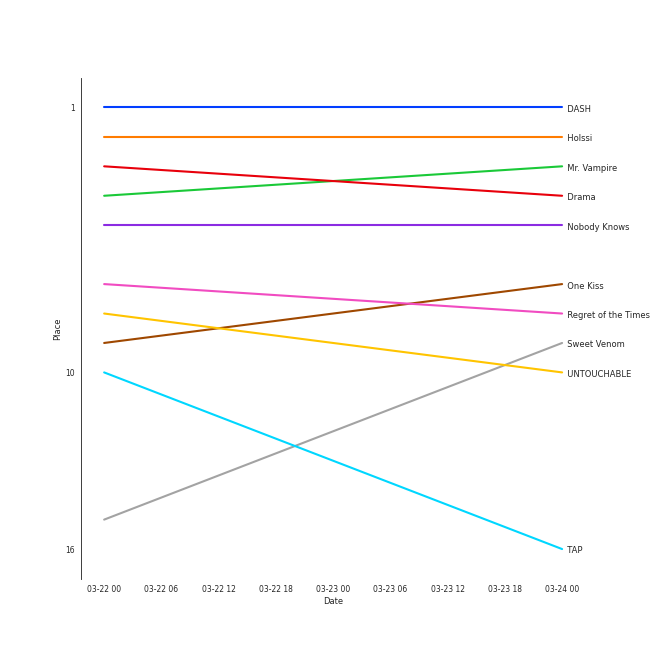 1
DASH
Holssi
Mr. Vampire
Drama
Nobody Knows
One Kiss
Regret of the Times
Place
Sweet Venom
10
UNTOUCHABLE
16
TAP
03-22 00 03-22 06 03-22 12 03-22 18 03-23 00 03-23 06 03-23 12 03-23 18 03-24 00
Date